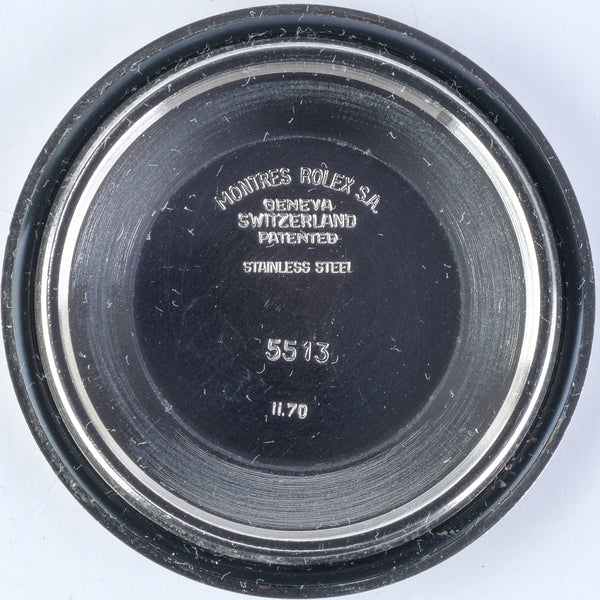 MONTRES ROLEX S.A.
GENEVA
SWITZERLAND
PATENTED
STAINLESS STEEL
5513
II.70